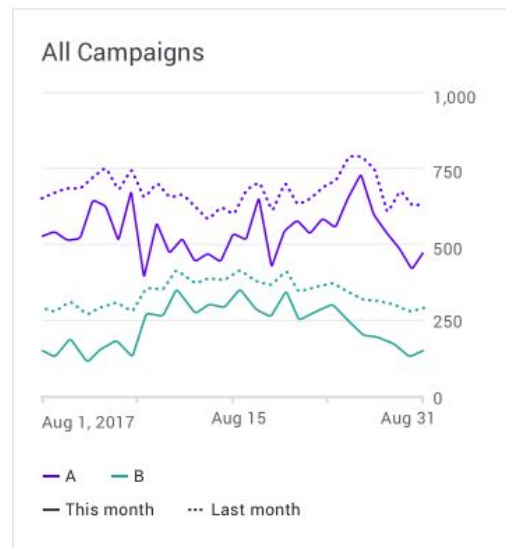 All Campaigns
1,000
750
500
250
0
Aug 1, 2017 Aug 15 Aug 31
A B
This month Last month